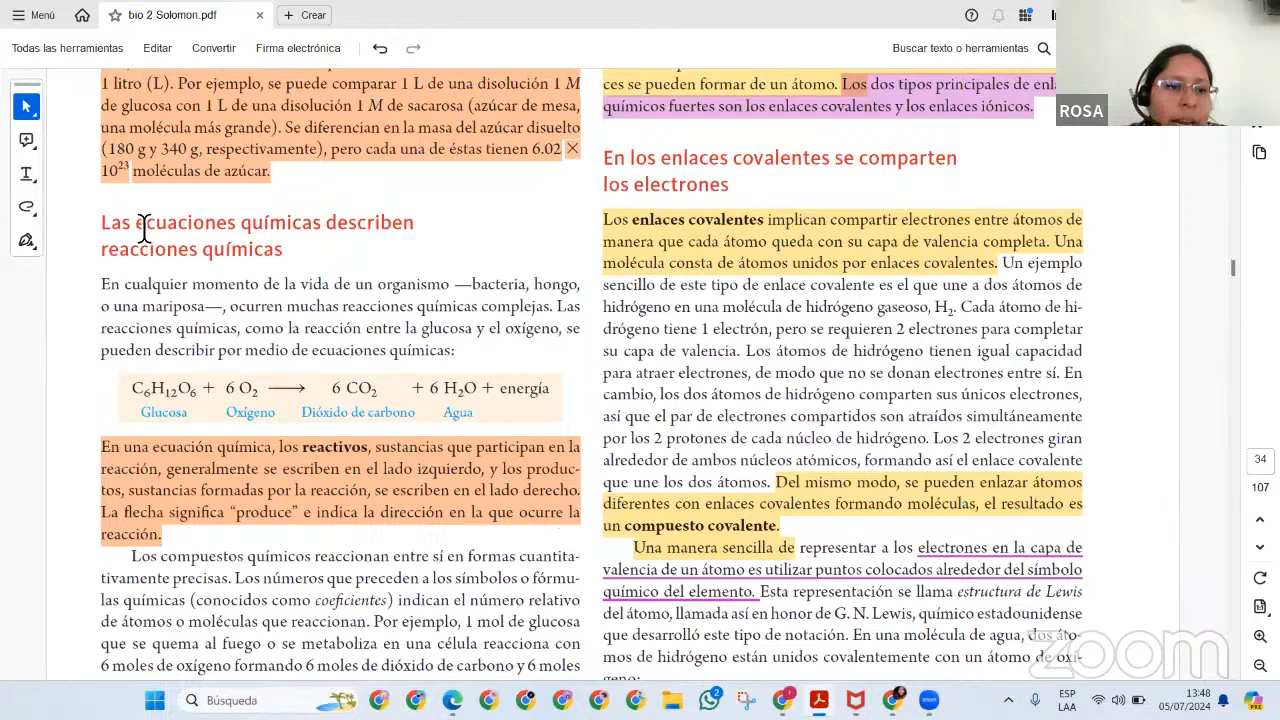 Menú
bio 2 Solomon.pdf
Crear
Todas las herramientas
Editar
Convertir
Firma electrónica
Buscar texto o herramientas
ROSA
1 litro (L). Por ejemplo, se puede comparar 1 L de una disolución 1 M
de glucosa con 1 L de una disolución 1 M de sacarosa (azúcar de mesa,
una molécula más grande). Se diferencian en la masa del azúcar disuelto
(180 g y 340 g, respectivamente), pero cada una de éstas tienen 6.02 ×
10²³ moléculas de azúcar.
Las ecuaciones químicas describen
reacciones químicas
En cualquier momento de la vida de un organismo —bacteria, hongo,
o una mariposa—, ocurren muchas reacciones químicas complejas. Las
reacciones químicas, como la reacción entre la glucosa y el oxígeno, se
pueden describir por medio de ecuaciones químicas:
C₆H₁₂O₆ + 6 O₂ ⟶ 6 CO₂ + 6 H₂O + energía
Glucosa Oxígeno Dióxido de carbono Agua
En una ecuación química, los reactivos, sustancias que participan en la
reacción, generalmente se escriben en el lado izquierdo, y los produc-
tos, sustancias formadas por la reacción, se escriben en el lado derecho.
La flecha significa “produce” e indica la dirección en la que ocurre la
reacción.
Los compuestos químicos reaccionan entre sí en formas cuantita-
tivamente precisas. Los números que preceden a los símbolos o fórmu-
las químicas (conocidos como coeficientes) indican el número relativo
de átomos o moléculas que reaccionan. Por ejemplo, 1 mol de glucosa
que se quema al fuego o se metaboliza en una célula reacciona con
6 moles de oxígeno formando 6 moles de dióxido de carbono y 6 moles
ces se pueden formar de un átomo. Los dos tipos principales de enla
químicos fuertes son los enlaces covalentes y los enlaces iónicos.
En los enlaces covalentes se comparten
los electrones
Los enlaces covalentes implican compartir electrones entre átomos de
manera que cada átomo queda con su capa de valencia completa. Una
molécula consta de átomos unidos por enlaces covalentes. Un ejemplo
sencillo de este tipo de enlace covalente es el que une a dos átomos de
hidrógeno en una molécula de hidrógeno gaseoso, H₂. Cada átomo de hi-
drógeno tiene 1 electrón, pero se requieren 2 electrones para completar
su capa de valencia. Los átomos de hidrógeno tienen igual capacidad
para atraer electrones, de modo que no se donan electrones entre sí. En
cambio, los dos átomos de hidrógeno comparten sus únicos electrones,
así que el par de electrones compartidos son atraídos simultáneamente
por los 2 protones de cada núcleo de hidrógeno. Los 2 electrones giran
alrededor de ambos núcleos atómicos, formando así el enlace covalente
que une los dos átomos. Del mismo modo, se pueden enlazar átomos
diferentes con enlaces covalentes formando moléculas, el resultado es
un compuesto covalente.
Una manera sencilla de representar a los electrones en la capa de
valencia de un átomo es utilizar puntos colocados alrededor del símbolo
químico del elemento. Esta representación se llama estructura de Lewis
del átomo, llamada así en honor de G. N. Lewis, químico estadounidense
que desarrolló este tipo de notación. En una molécula de agua, dos áto-
mos de hidrógeno están unidos covalentemente con un átomo de oxí-
geno:
34
107
zoom
Búsqueda
2
ESP
LAA
13:48
05/07/2024